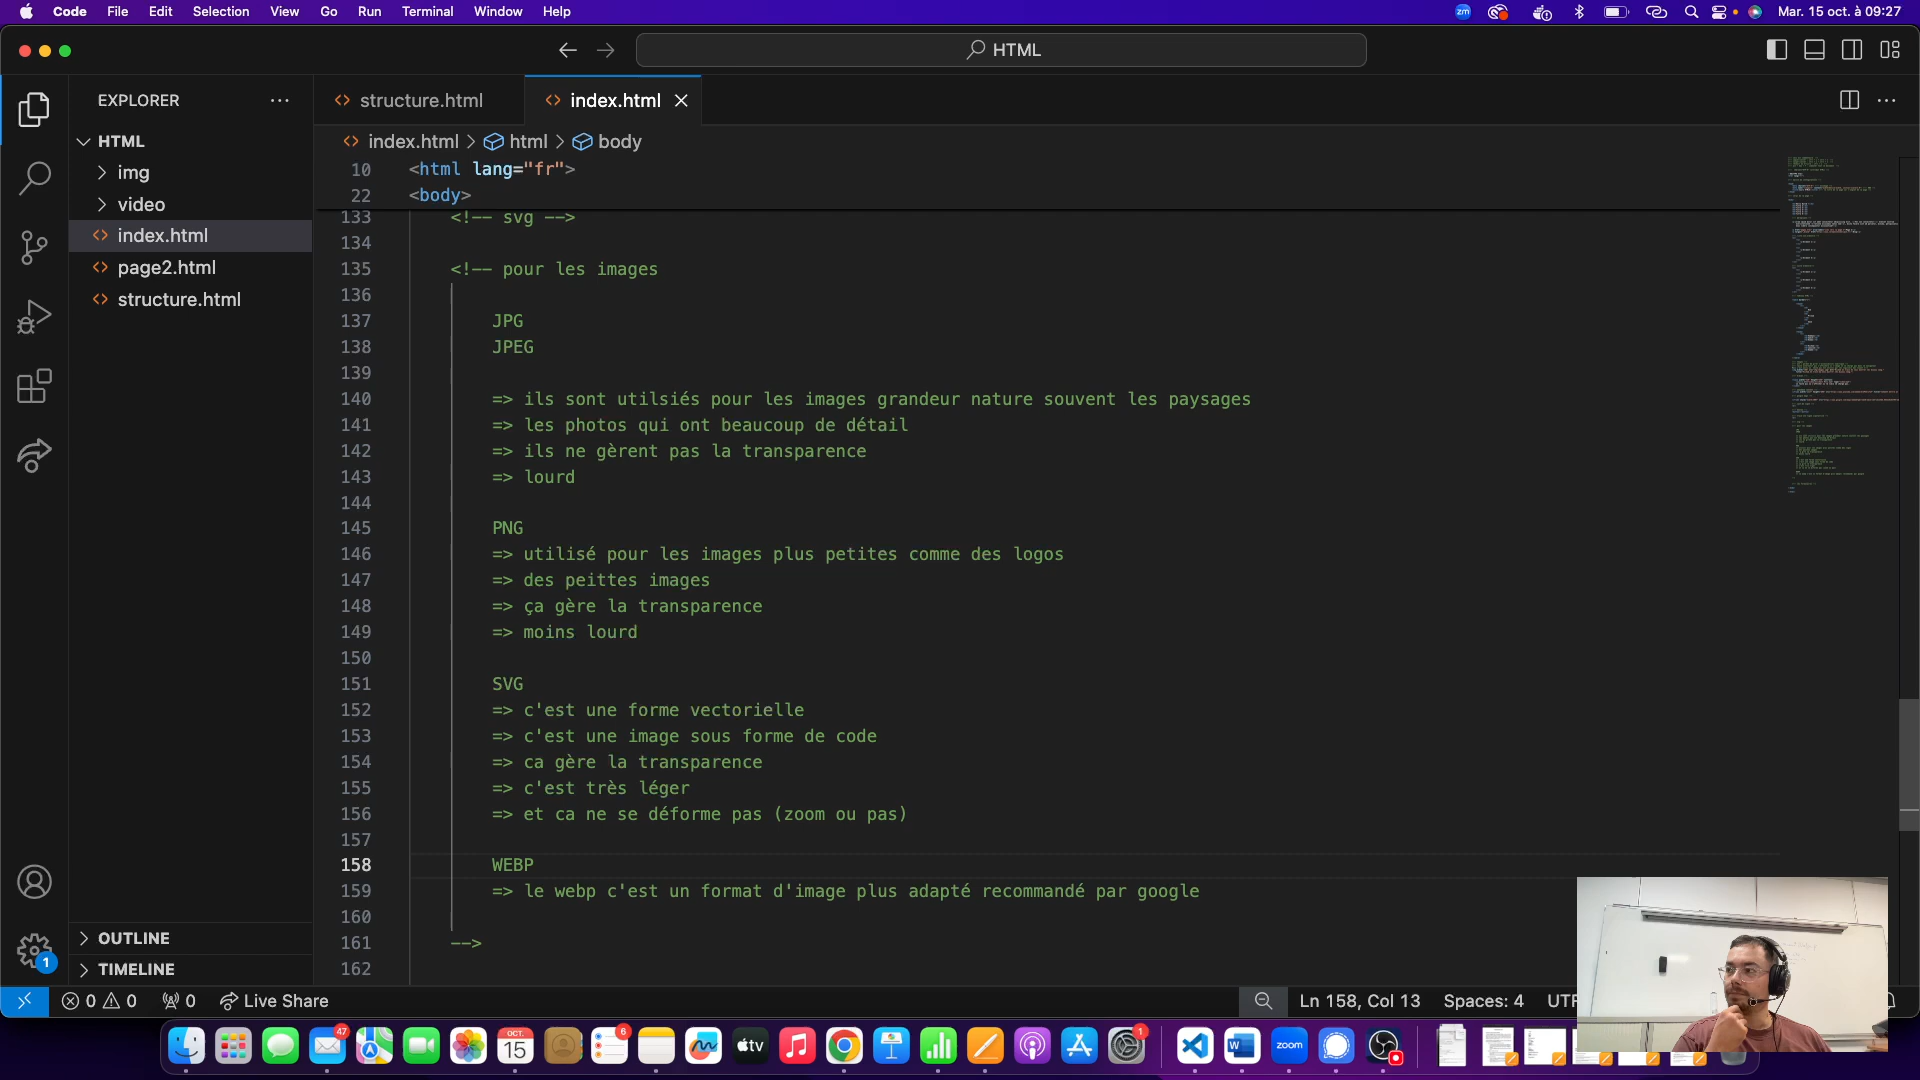 Code File Edit Selection View Go Run Terminal Window Help
zm
Mar. 15 oct. à 09:27
HTML
EXPLORER
HTML
img
video
index.html
page2.html
structure.html
OUTLINE
TIMELINE
structure.html
index.html
index.html > html > body
10 <html lang="fr">
22 <body>
133 <!-- svg -->
134
135 <!-- pour les images
136
137 JPG
138 JPEG
139
140 => ils sont utilsiés pour les images grandeur nature souvent les paysages
141 => les photos qui ont beaucoup de détail
142 => ils ne gèrent pas la transparence
143 => lourd
144
145 PNG
146 => utilisé pour les images plus petites comme des logos
147 => des peittes images
148 => ça gère la transparence
149 => moins lourd
150
151 SVG
152 => c'est une forme vectorielle
153 => c'est une image sous forme de code
154 => ca gère la transparence
155 => c'est très léger
156 => et ca ne se déforme pas (zoom ou pas)
157
158 WEBP
159 => le webp c'est un format d'image plus adapté recommandé par google
160
161 -->
162
1
0 0 0 Live Share
Ln 158, Col 13 Spaces: 4
47
OCT.
15
6
tv
1
W
zoom